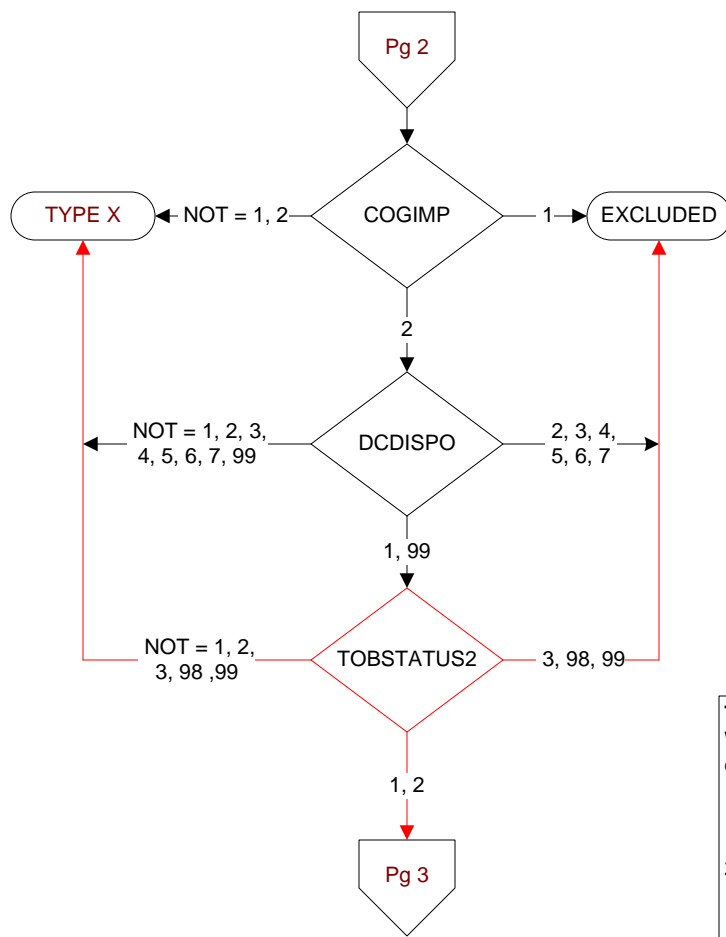 Pg 2
TYPE X
NOT = 1, 2
COGIMP
1
EXCLUDED
2
NOT = 1, 2, 3,
4, 5, 6, 7, 99
DCDISPO
2, 3, 4,
5, 6, 7
1, 99
NOT = 1, 2,
3, 98 ,99
TOBSTATUS2
3, 98, 99
1, 2
Pg 3